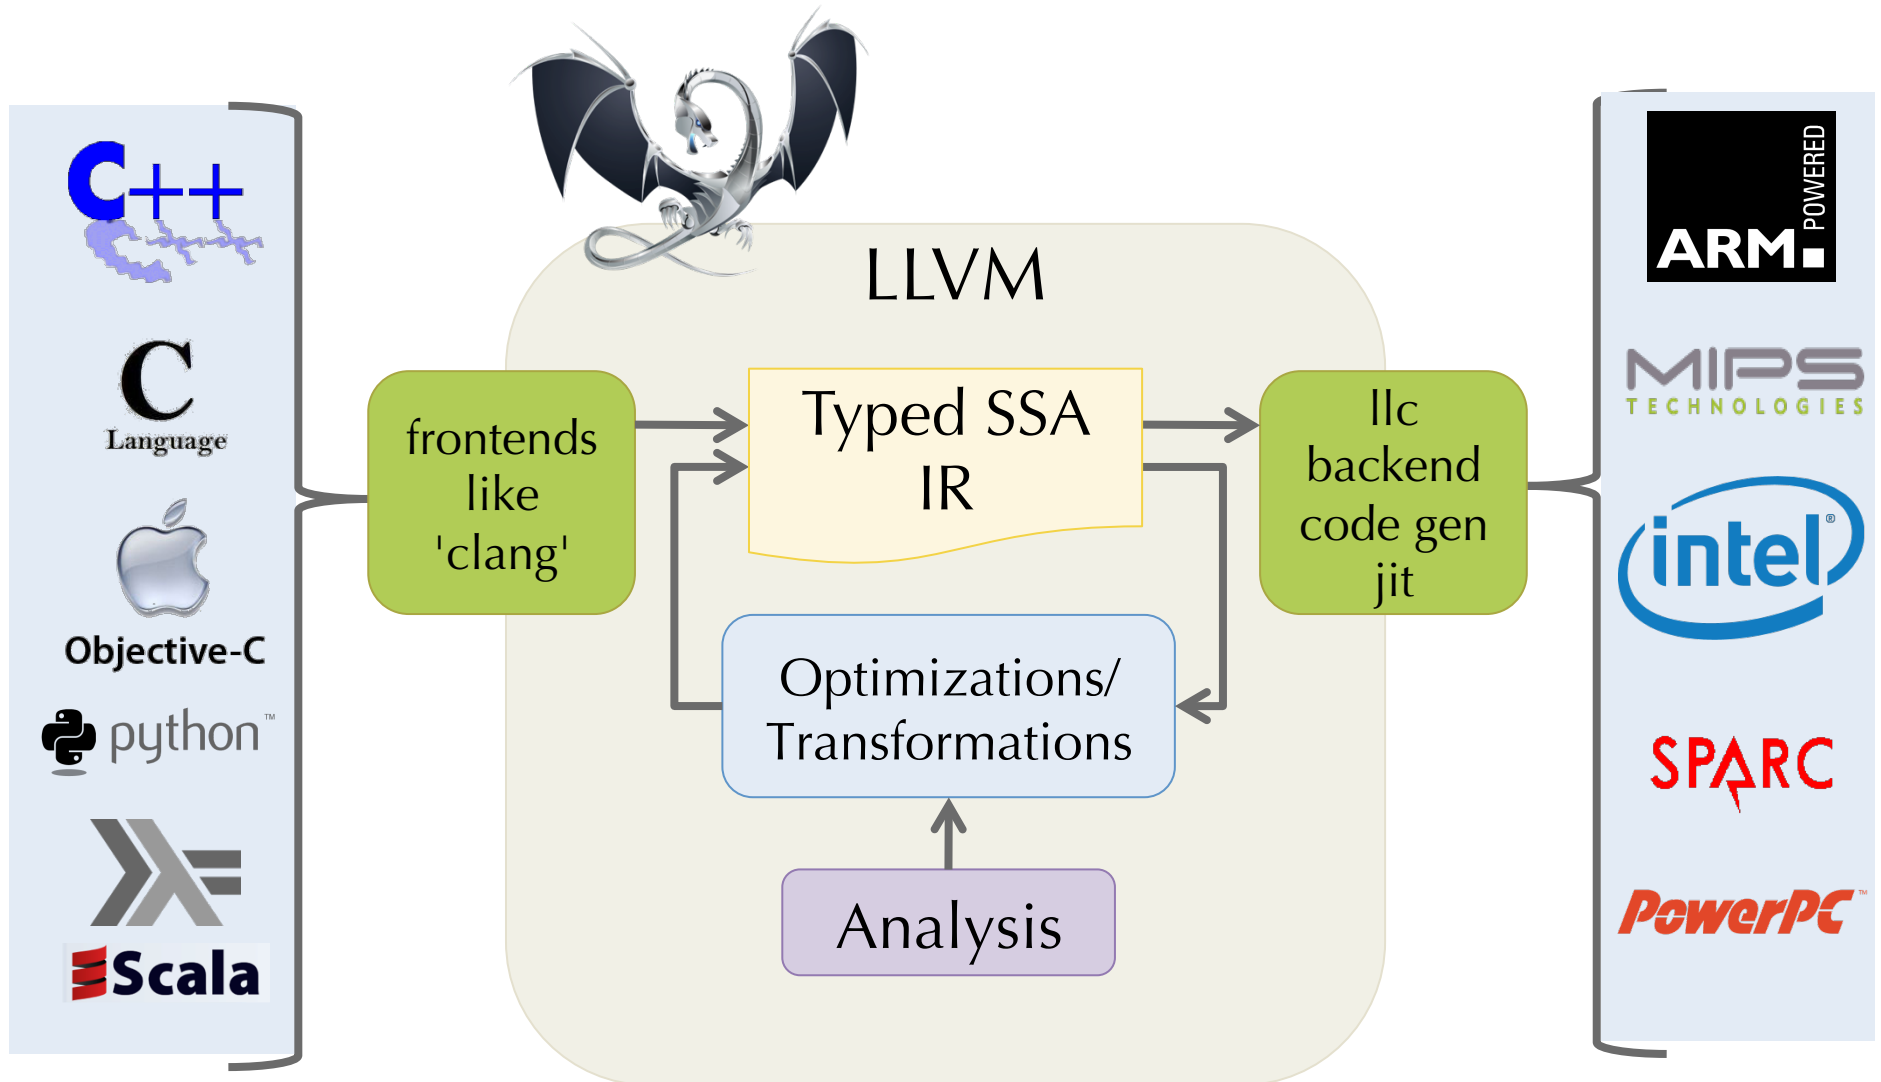 C++
C
Language
Objective-C
python™
Scala
LLVM
frontends
like
'clang'
Typed SSA
IR
llc
backend
code gen
jit
Optimizations/
Transformations
Analysis
ARM POWERED
MIPS
TECHNOLOGIES
intel®
SPARC
PowerPC™